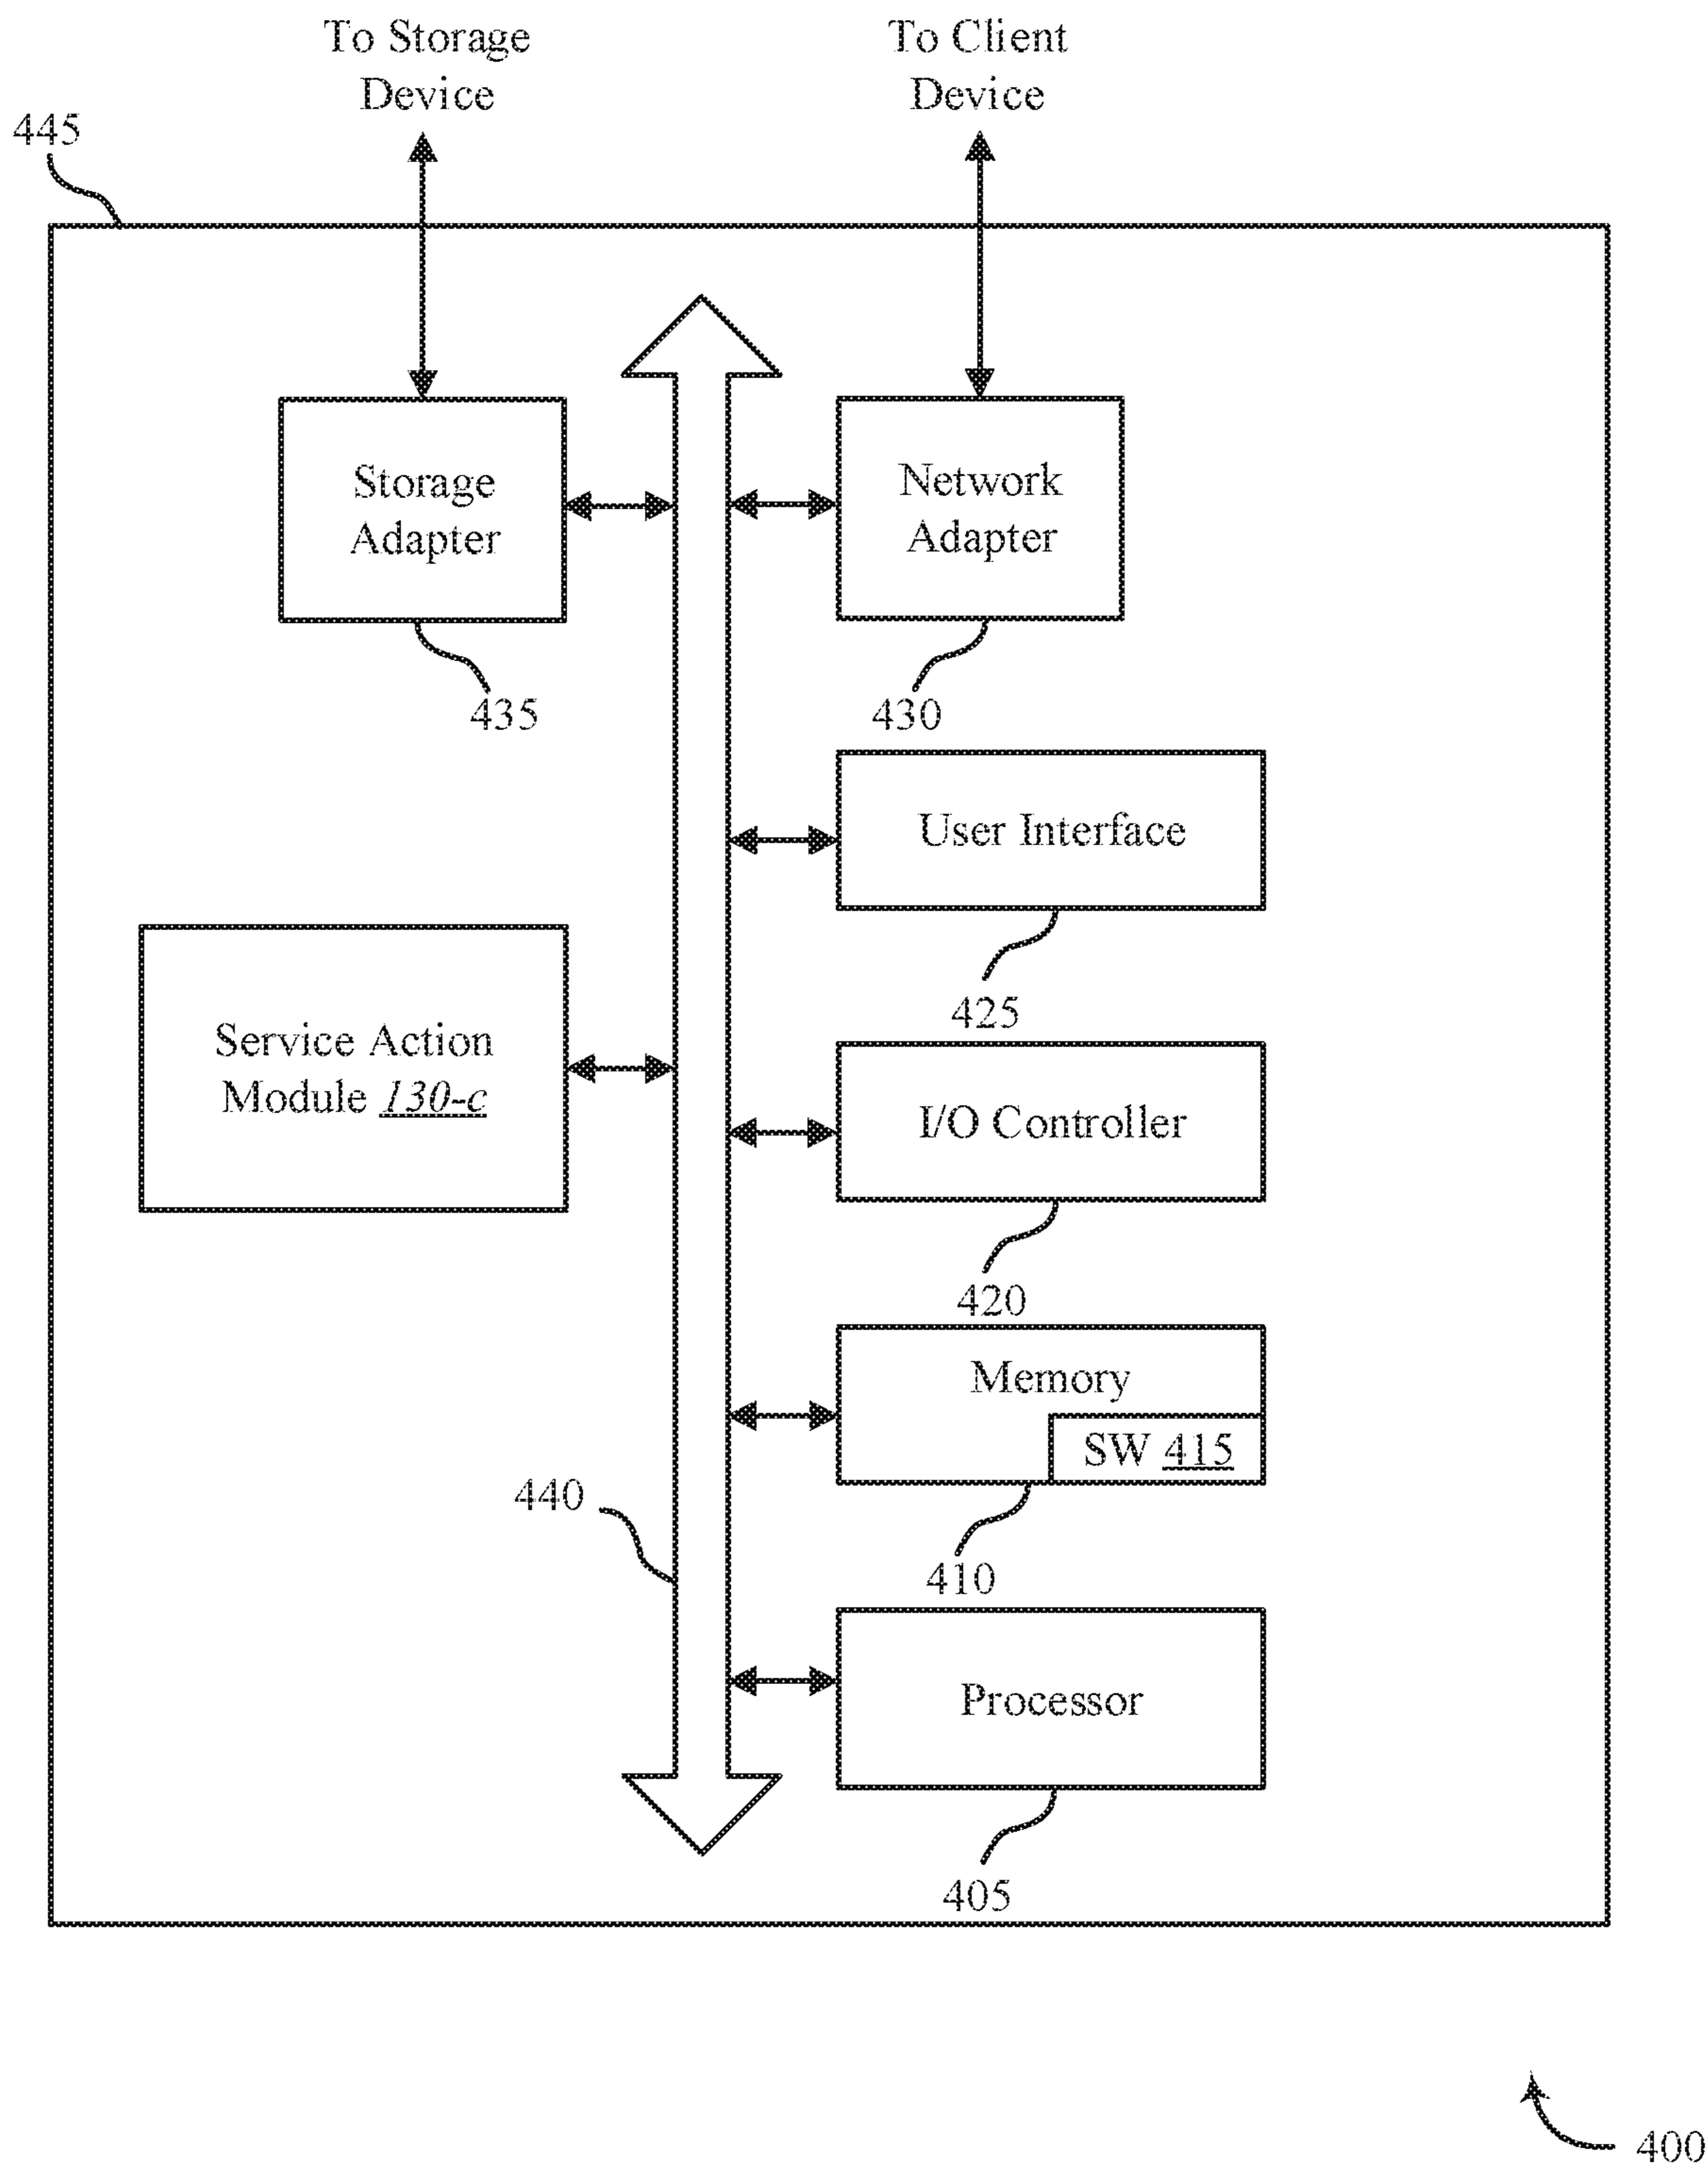 To Storage
Device
To Client
Device
445
Storage
Adapter
Network
Adapter
435
430
User Interface
425
Service Action
Module 130-c
I/O Controller
420
Memory
SW 415
440
410
Processor
405
400